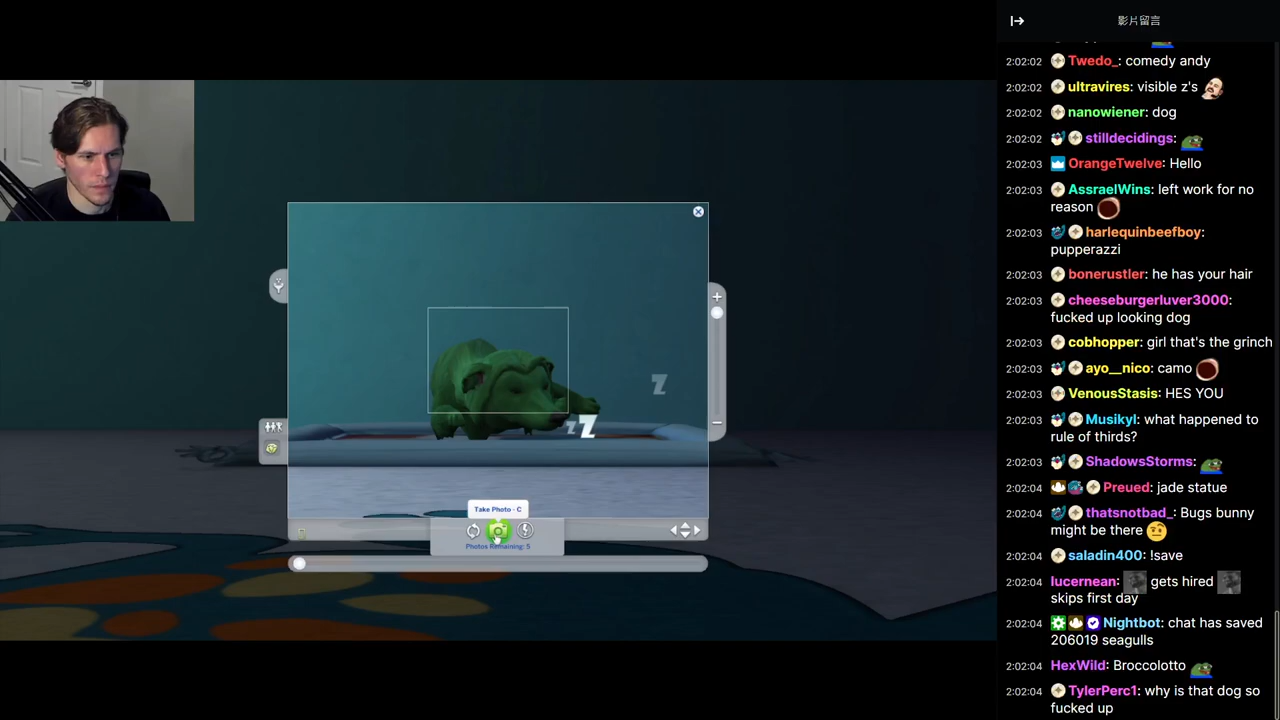 影片留言
2:02:02 Twedo_: comedy andy
2:02:02 ultravires: visible z's
2:02:02 nanowiener: dog
2:02:02 stilldecidings:
2:02:03 OrangeTwelve: Hello
2:02:03 AssraelWins: left work for no
reason
2:02:03 harlequinbeefboy:
pupperazzi
2:02:03 bonerustler: he has your hair
2:02:03 cheeseburgerluver3000:
fucked up looking dog
2:02:03 cobhopper: girl that's the grinch
2:02:03 ayo__nico: camo
2:02:03 VenousStasis: HES YOU
2:02:03 Musikyl: what happened to
rule of thirds?
2:02:03 ShadowsStorms:
2:02:04 Preued: jade statue
2:02:04 thatsnotbad_: Bugs bunny
might be there
2:02:04 saladin400: !save
2:02:04 lucernean: gets hired
skips first day
2:02:04 Nightbot: chat has saved
206019 seagulls
2:02:04 HexWild: Broccolotto
2:02:04 TylerPerc1: why is that dog so
fucked up
z
Z
z
Take Photo - C
Photos Remaining: 5